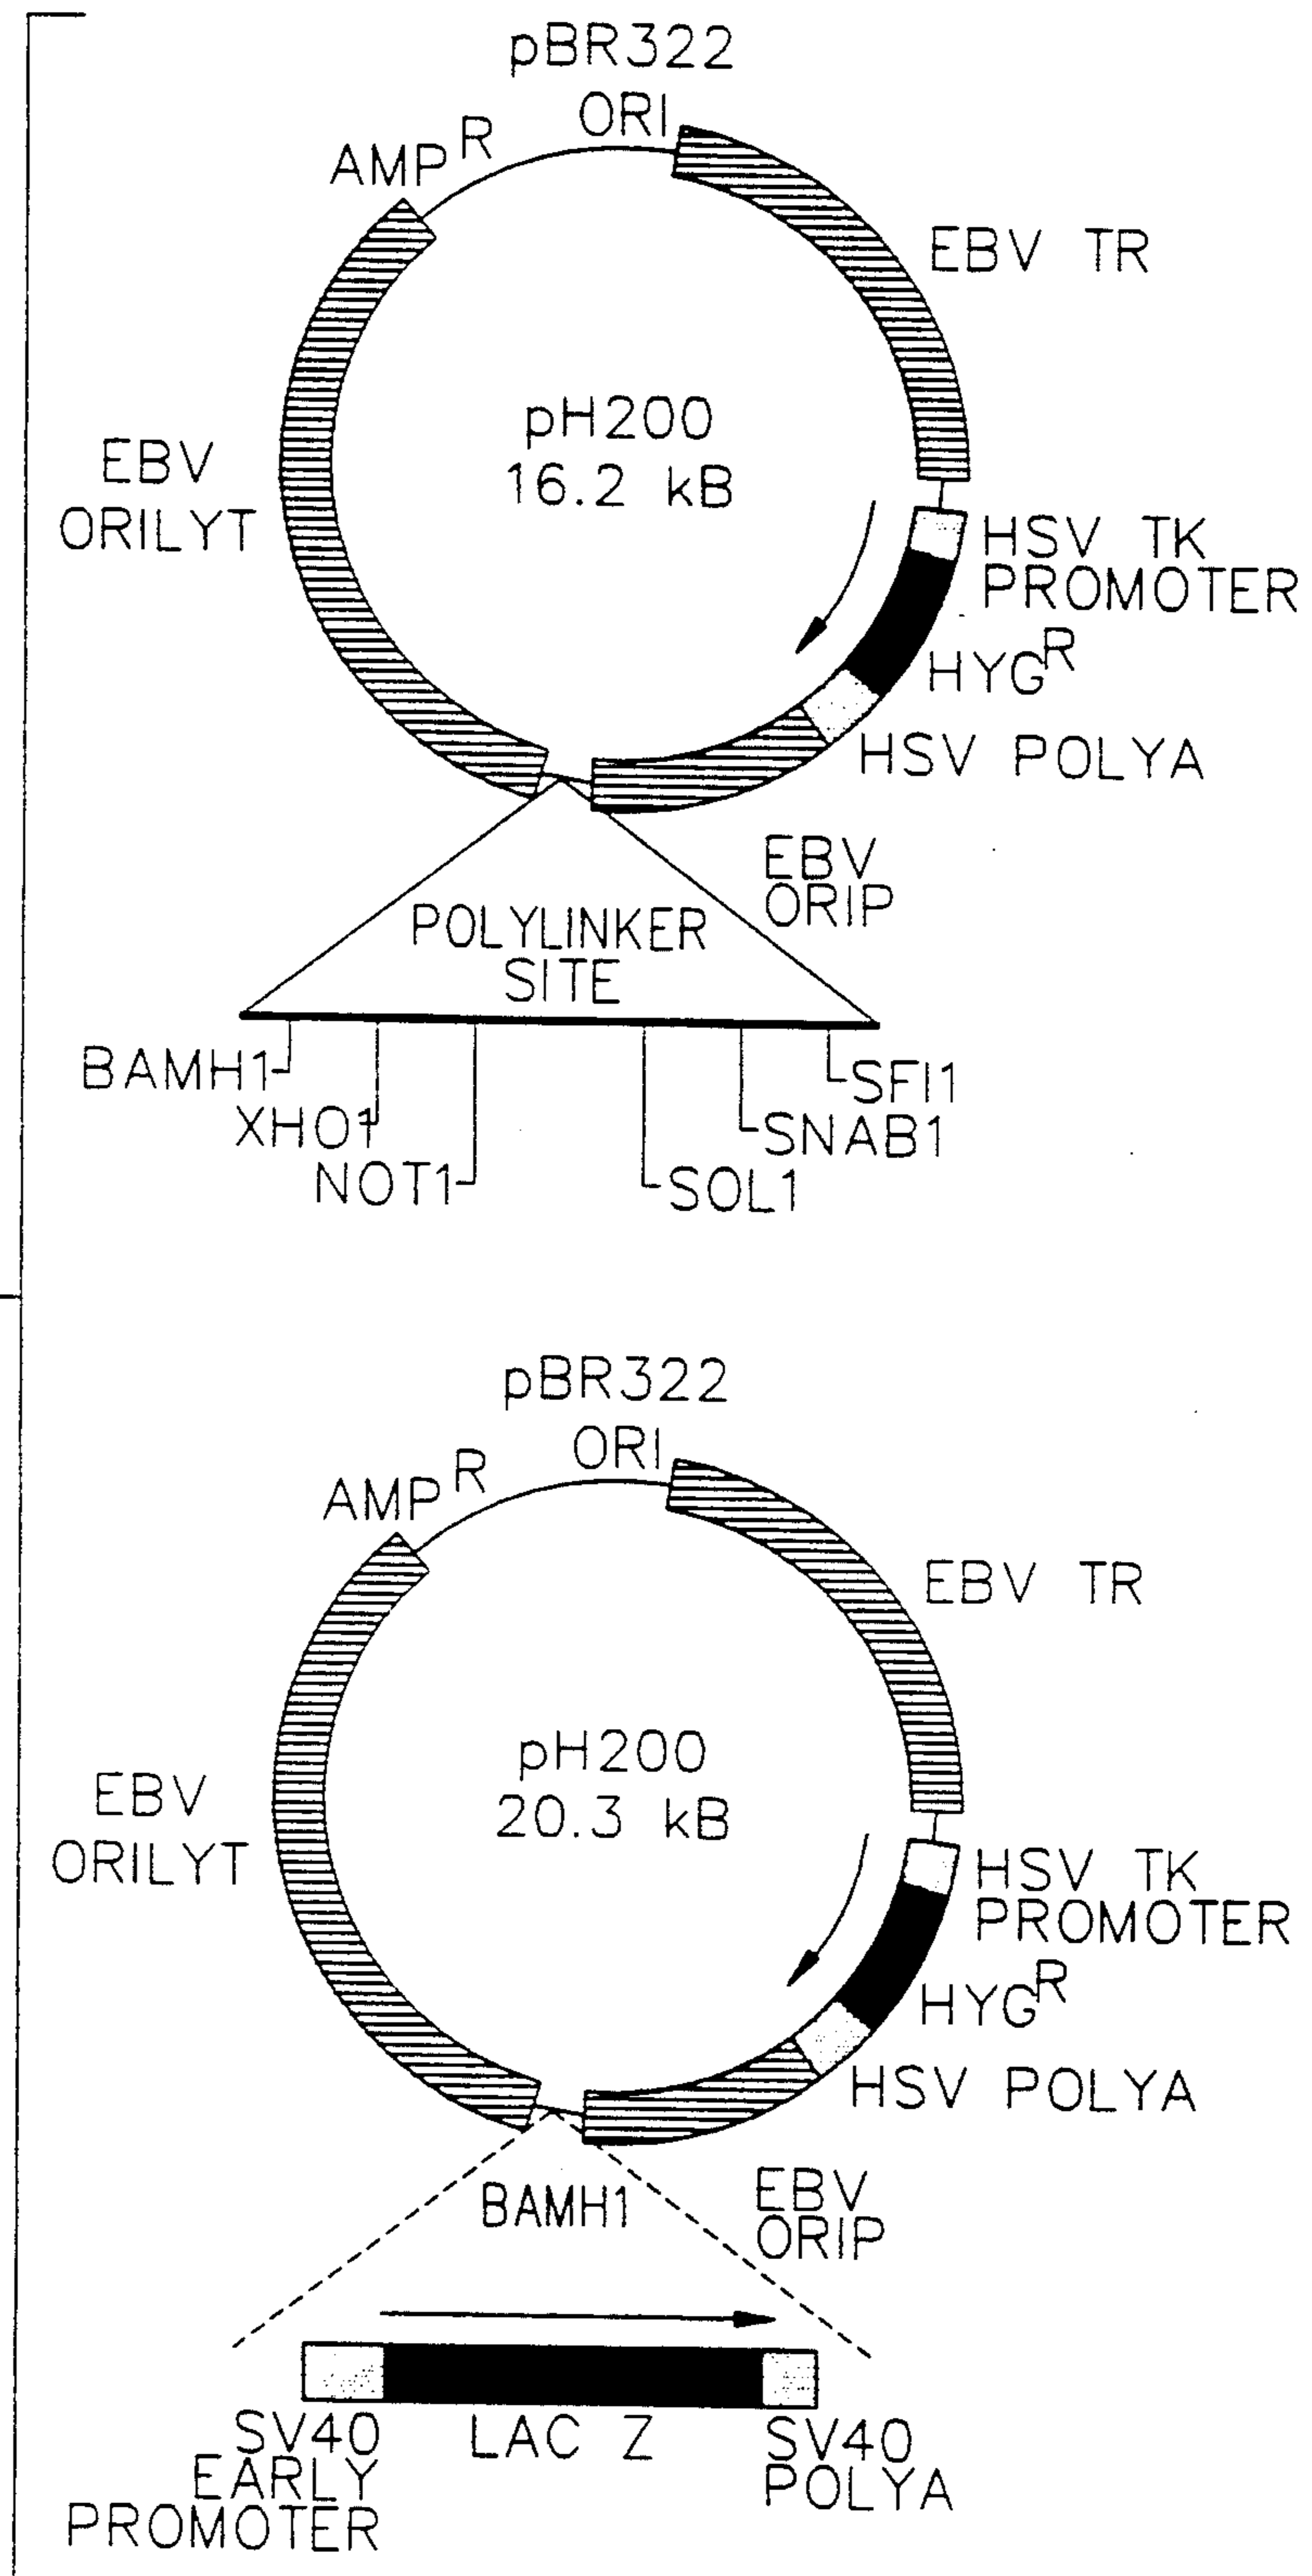 pBR322
ORI
AMP R
EBV TR
pH200
16.2 kB
EBV
ORILYT
HSV TK
PROMOTER
HYG R
HSV POLYA
EBV
ORIP
POLYLINKER
SITE
BAMH1
XHO1
NOT1
SOL1
SNAB1
SFI1
pBR322
ORI
AMP R
EBV TR
pH200
20.3 kB
EBV
ORILYT
HSV TK
PROMOTER
HYG R
HSV POLYA
EBV
ORIP
BAMH1
SV40
EARLY
PROMOTER
LAC Z
SV40
POLYA